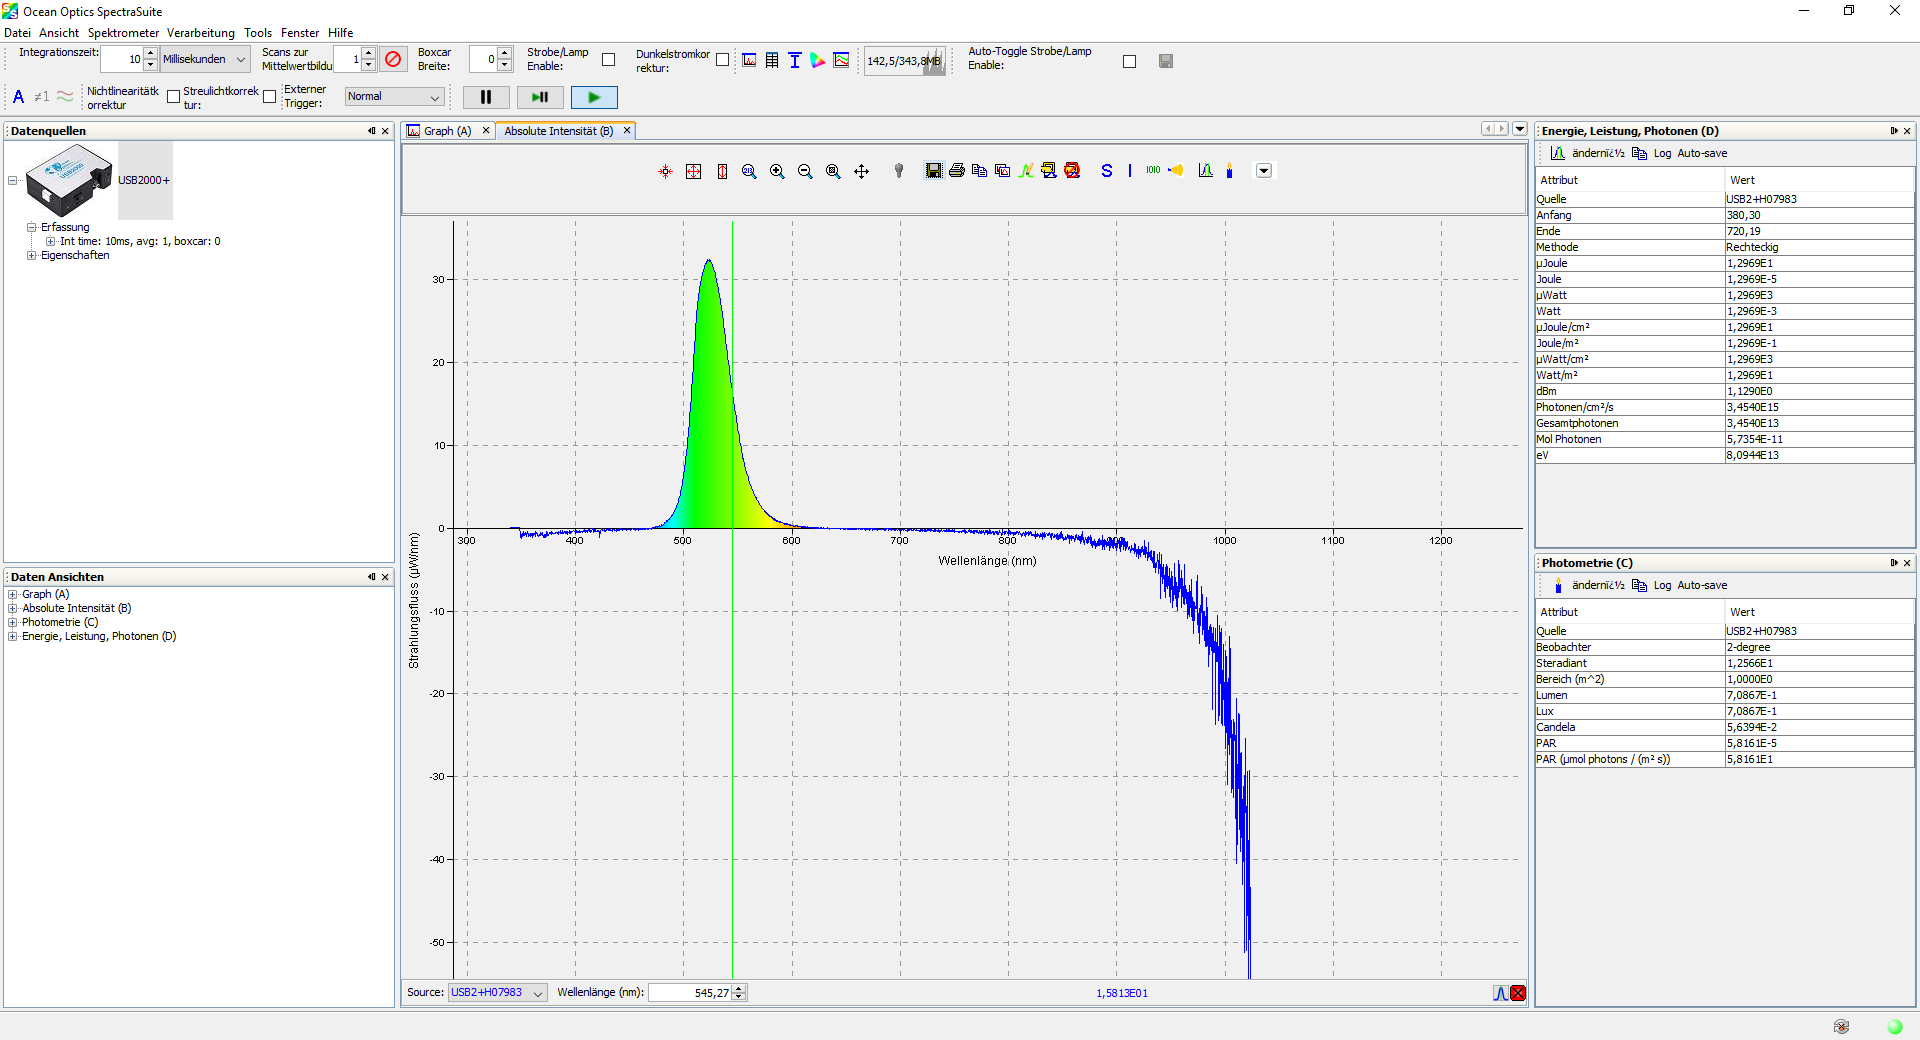 Ocean Optics SpectraSuite
Datei Ansicht Spektrometer Verarbeitung Tools Fenster Hilfe
Integrationszeit: 10 Millisekunden Scans zur Mittelwertbildu 1 Boxcar Breite: 0 Strobe/Lamp Enable: Dunkelstromkor rektur: 142,5/343,8MB Auto-Toggle Strobe/Lamp Enable:
A ≠1 Nichtlinearitätk orrektur Streulichtkorrek tur: Externer Trigger: Normal
Datenquellen
USB2000+
Erfassung
Int time: 10ms, avg: 1, boxcar: 0
Eigenschaften
Daten Ansichten
Graph (A)
Absolute Intensität (B)
Photometrie (C)
Energie, Leistung, Photonen (D)
Graph (A) Absolute Intensität (B)
S I 1010
30
20
10
0
-10
-20
-30
-40
-50
300 400 500 600 700 800 900 1000 1100 1200
Wellenlänge (nm)
Strahlungsfluss (µW/nm)
Source: USB2+H07983 Wellenlänge (nm): 545,27 1,5813E01
Energie, Leistung, Photonen (D)
ändernï¿½ Log Auto-save
Attribut Wert
Quelle USB2+H07983
Anfang 380,30
Ende 720,19
Methode Rechteckig
µJoule 1,2969E1
Joule 1,2969E-5
µWatt 1,2969E3
Watt 1,2969E-3
µJoule/cm² 1,2969E1
Joule/m² 1,2969E-1
µWatt/cm² 1,2969E3
Watt/m² 1,2969E1
dBm 1,1290E0
Photonen/cm²/s 3,4540E15
Gesamtphotonen 3,4540E13
Mol Photonen 5,7354E-11
eV 8,0944E13
Photometrie (C)
ändernï¿½ Log Auto-save
Attribut Wert
Quelle USB2+H07983
Beobachter 2-degree
Steradiant 1,2566E1
Bereich (m^2) 1,0000E0
Lumen 7,0867E-1
Lux 7,0867E-1
Candela 5,6394E-2
PAR 5,8161E-5
PAR (µmol photons / (m² s)) 5,8161E1